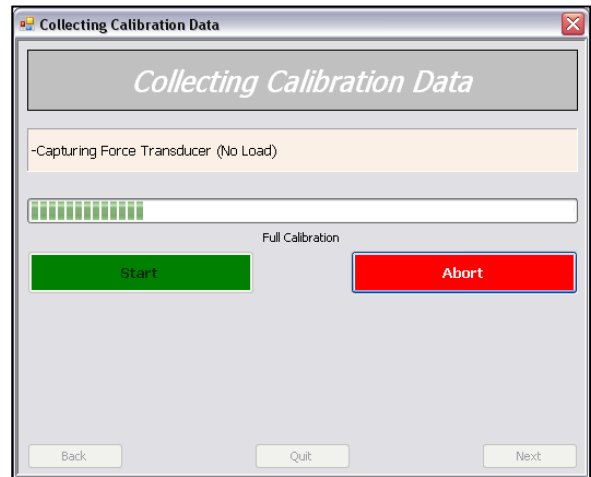 Collecting Calibration Data
Collecting Calibration Data
-Capturing Force Transducer (No Load)
Full Calibration
Start Abort
Back Quit Next